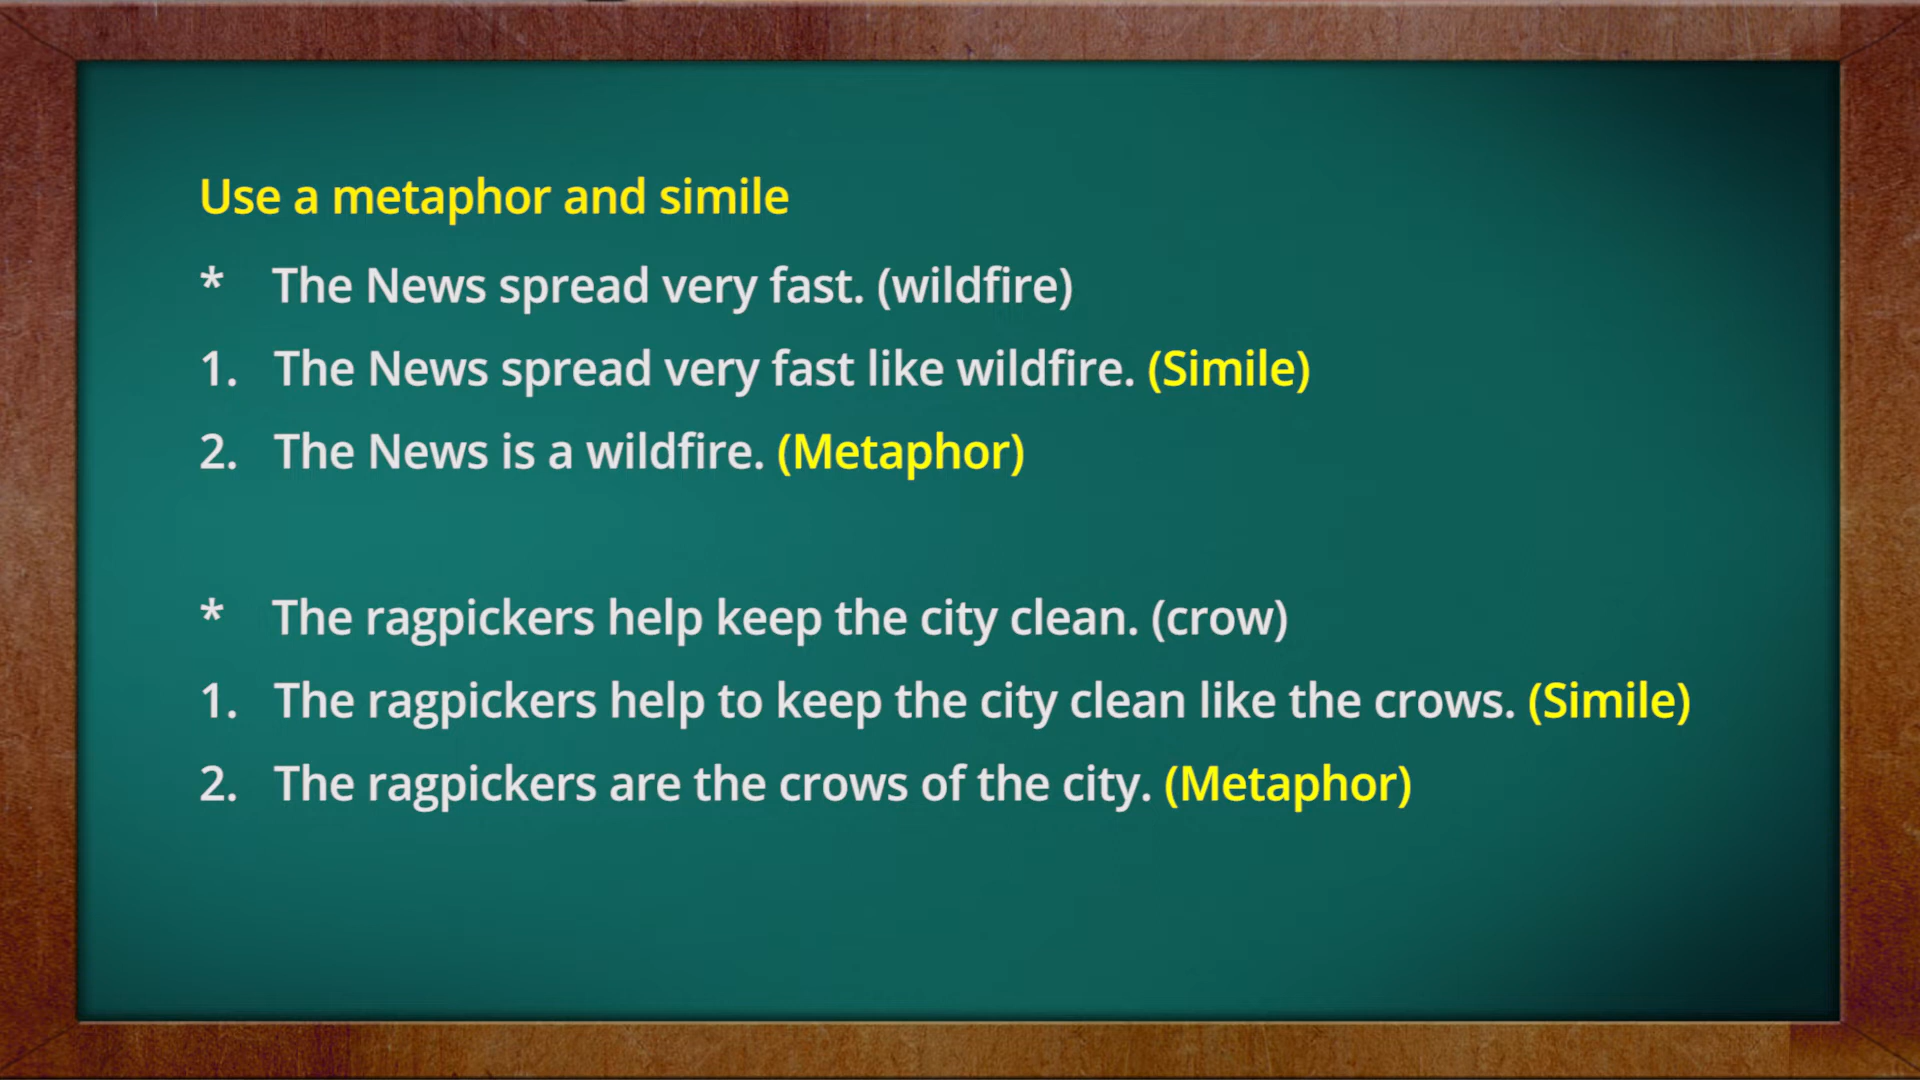 Use a metaphor and simile
* The News spread very fast. (wildfire)
1. The News spread very fast like wildfire. (Simile)
2. The News is a wildfire. (Metaphor)
* The ragpickers help keep the city clean. (crow)
1. The ragpickers help to keep the city clean like the crows. (Simile)
2. The ragpickers are the crows of the city. (Metaphor)